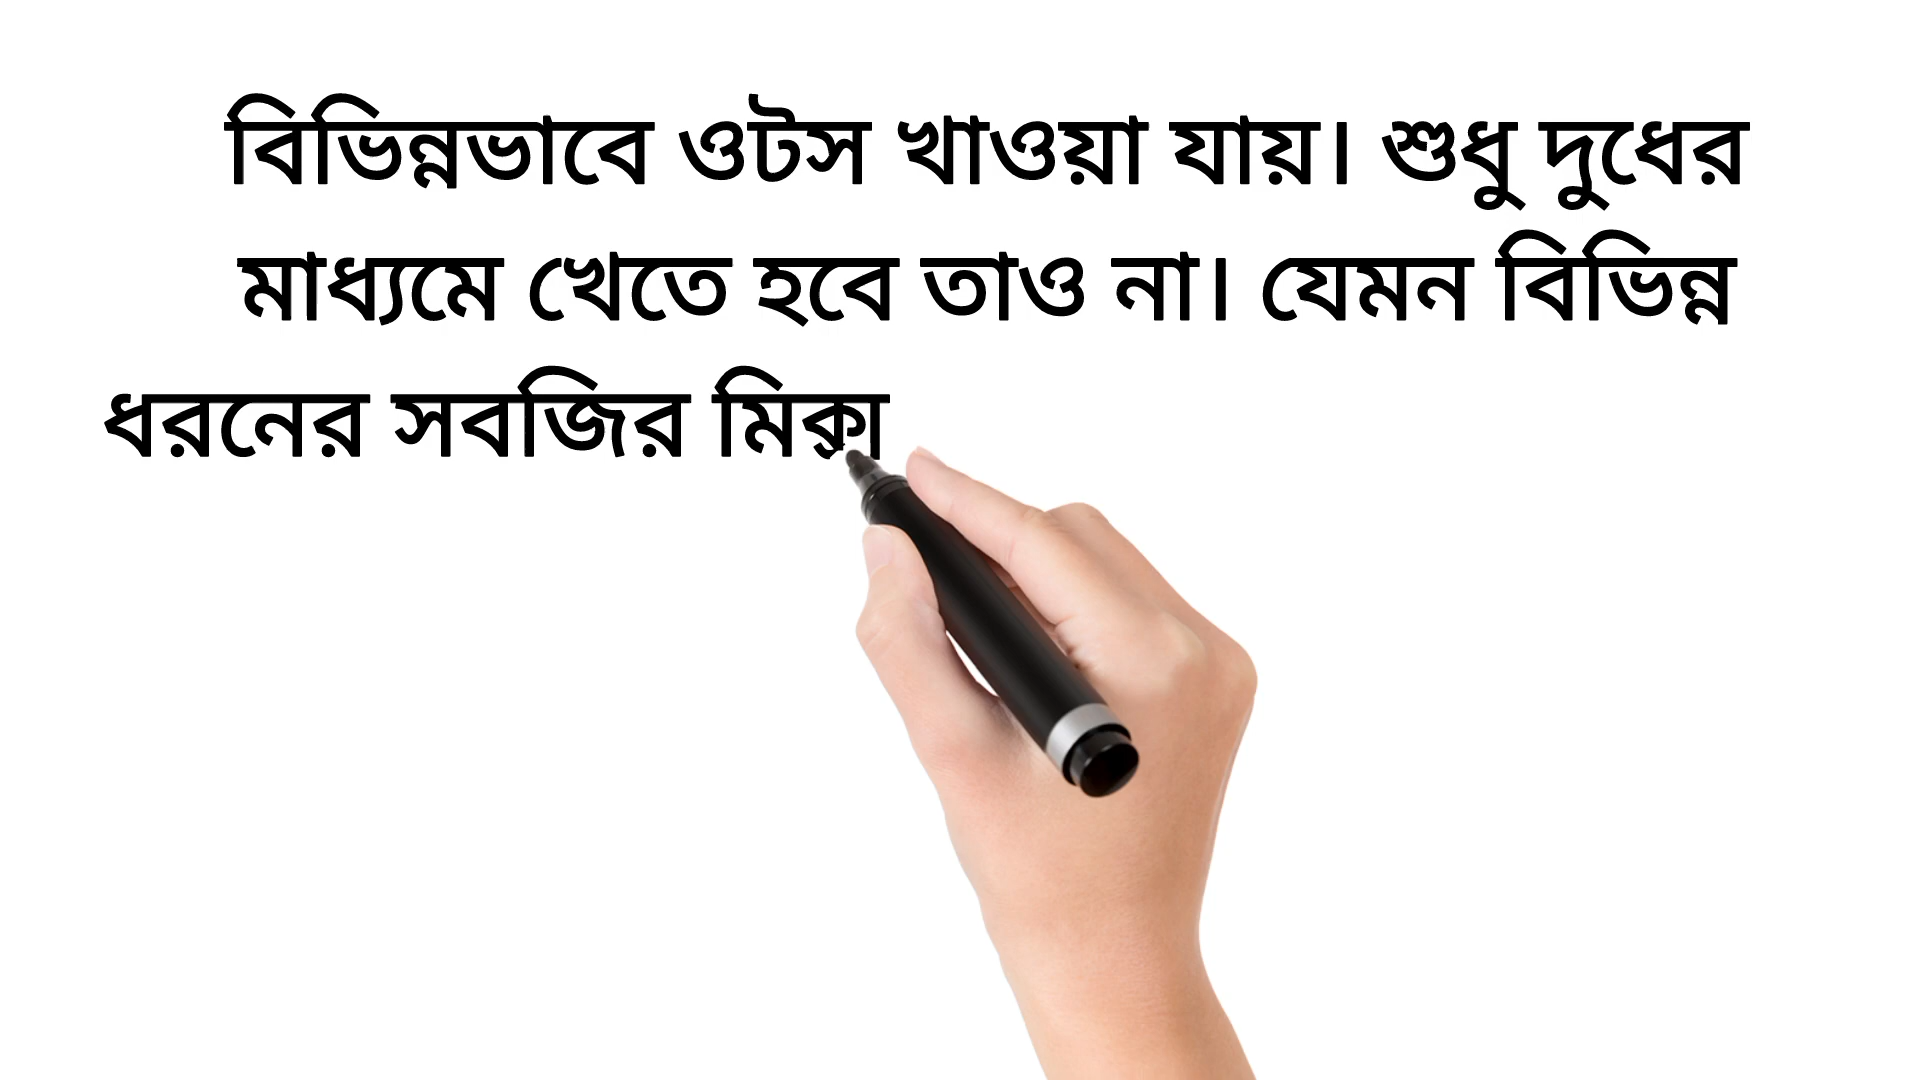 বিভিন্নভাবে ওটস খাওয়া যায়। শুধু দুধের
মাধ্যমে খেতে হবে তাও না। যেমন বিভিন্ন
ধরনের সবজির